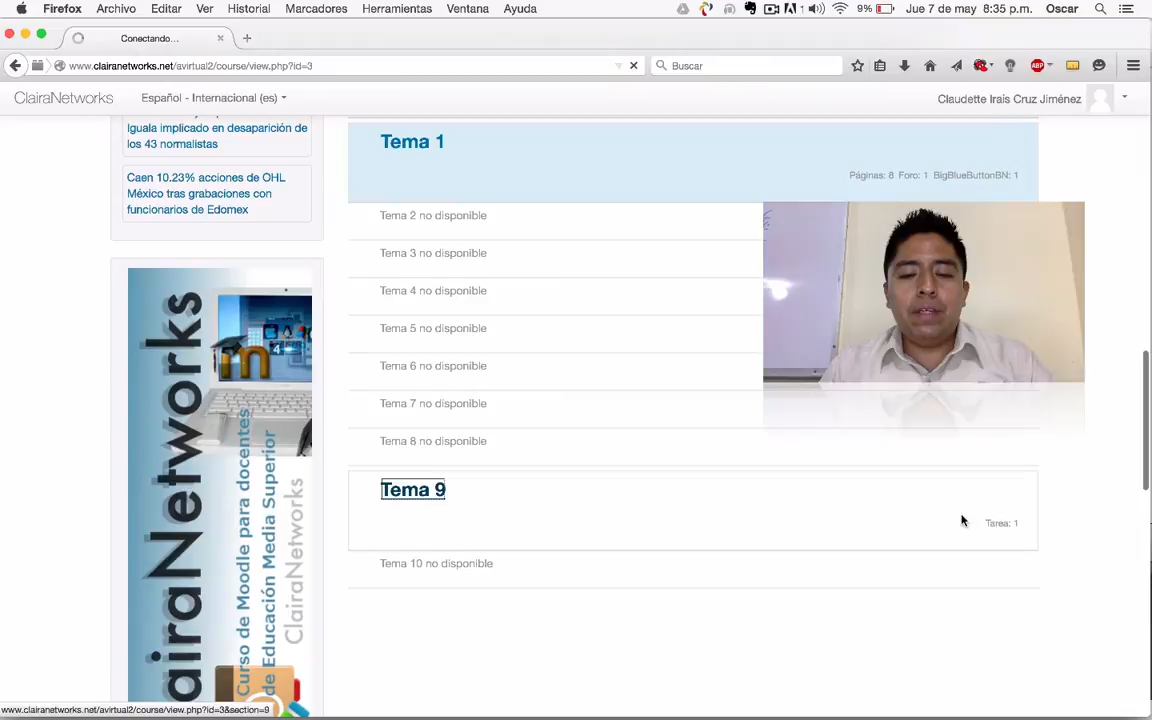 Firefox Archivo Editar Ver Historial Marcadores Herramientas Ventana Ayuda 1 9% Jue 7 de may 8:35 p.m. Oscar
Conectando...
www.clairanetworks.net/avirtual2/course/view.php?id=3 Buscar ABP
ClairaNetworks Español - Internacional (es) Claudette Irais Cruz Jiménez
Iguala implicado en desaparición de
los 43 normalistas
Caen 10.23% acciones de OHL
México tras grabaciones con
funcionarios de Edomex
Tema 1
Páginas: 8 Foro: 1 BigBlueButtonBN: 1
Tema 2 no disponible
Tema 3 no disponible
Tema 4 no disponible
Tema 5 no disponible
Tema 6 no disponible
Tema 7 no disponible
Tema 8 no disponible
Tema 9
Tarea: 1
Tema 10 no disponible
airaNetworks
Curso de Moodle para docentes
de Educación Media Superior
ClairaNetworks
www.clairanetworks.net/avirtual2/course/view.php?id=3&section=9